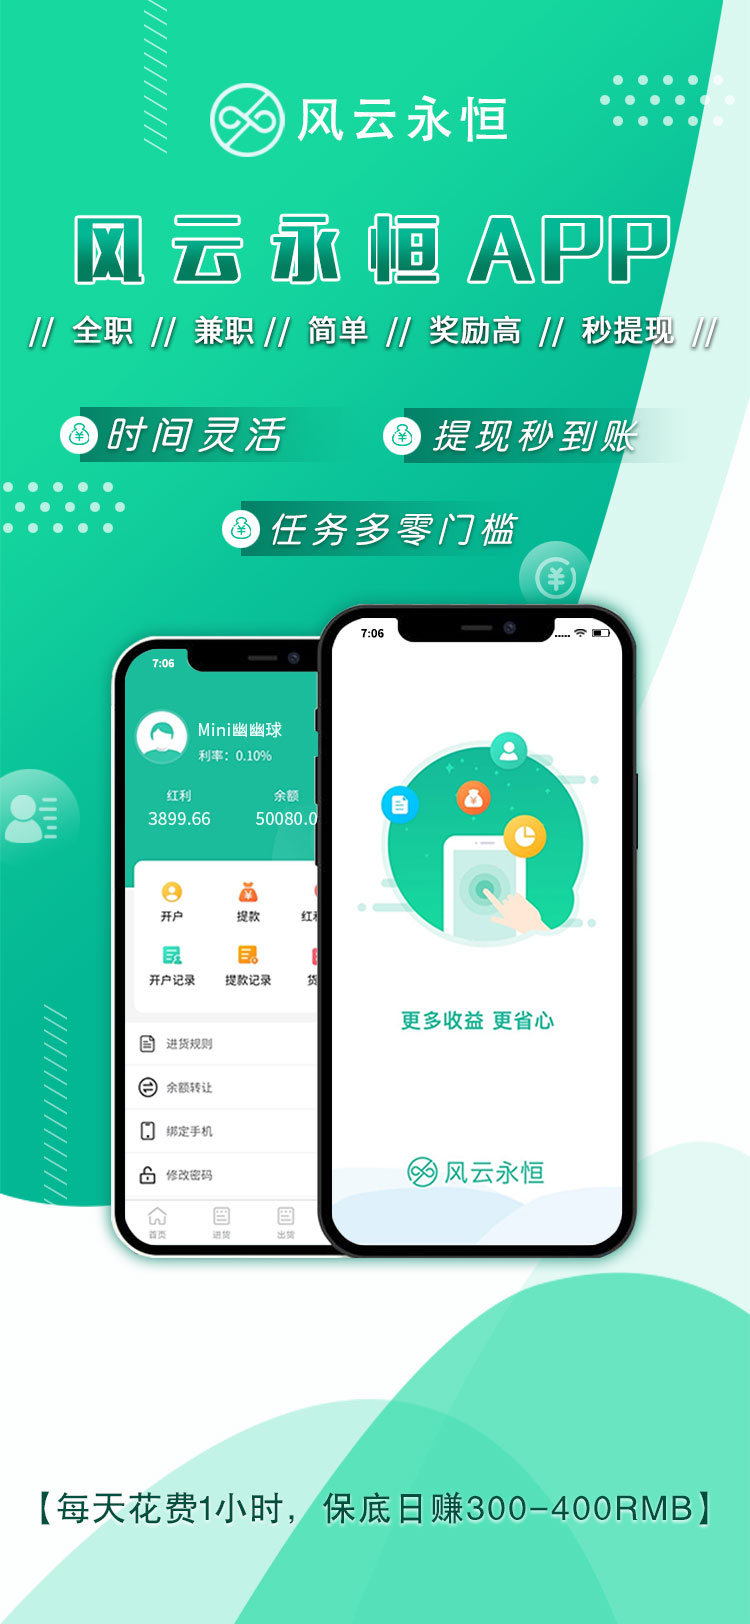 风云永恒
风云永恒APP
// 全职 // 兼职 // 简单 // 奖励高 // 秒提现 //
时间灵活
提现秒到账
任务多零门槛
7:06
7:06
Mini幽幽球
利率：0.10%
红利 余额
3899.66 50080.0
开户 提款
开户记录 提款记录
进货规则
余额转让
绑定手机
修改密码
首页 进货 出货
更多收益 更省心
风云永恒
【每天花费1小时，保底日赚300-400RMB】